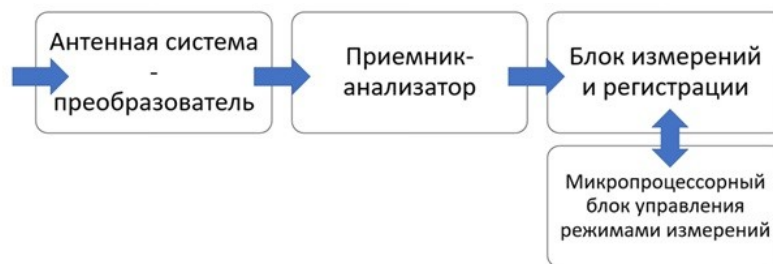 Антенная система
-
преобразователь
Приемник-
анализатор
Блок измерений
и регистрации
Микропроцессорный
блок управления
режимами измерений